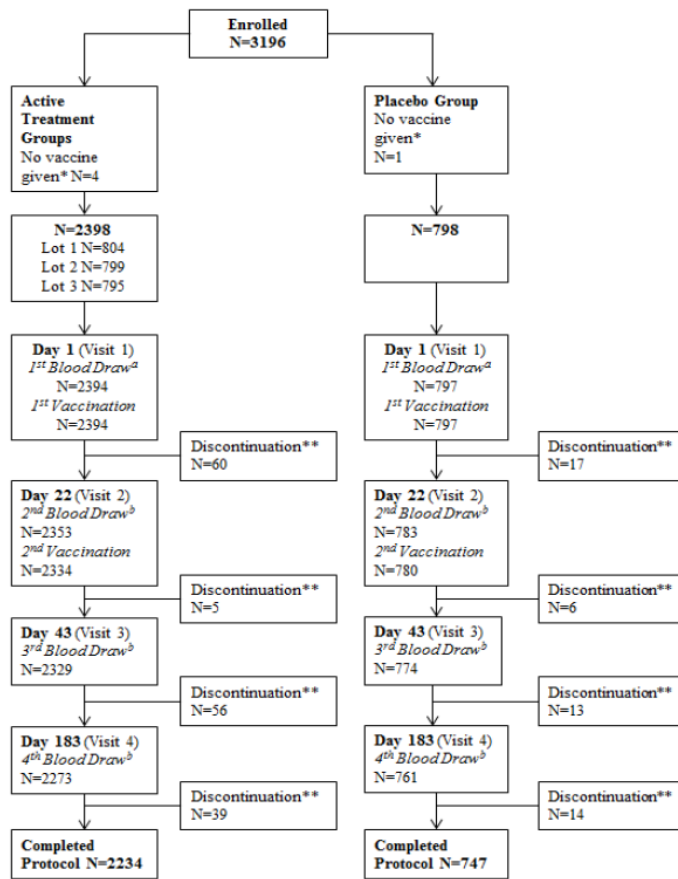 Enrolled
N=3196
Active
Treatment
Groups
No vaccine
given* N=4
Placebo Group
No vaccine
given*
N=1
N=2398
Lot 1 N=804
Lot 2 N=799
Lot 3 N=795
N=798
Day 1 (Visit 1)
1st Blood Drawa
N=2394
1st Vaccination
N=2394
Day 1 (Visit 1)
1st Blood Drawa
N=797
1st Vaccination
N=797
Discontinuation**
N=60
Discontinuation**
N=17
Day 22 (Visit 2)
2nd Blood Drawb
N=2353
2nd Vaccination
N=2334
Day 22 (Visit 2)
2nd Blood Drawb
N=783
2nd Vaccination
N=780
Discontinuation**
N=5
Discontinuation**
N=6
Day 43 (Visit 3)
3rd Blood Drawb
N=2329
Day 43 (Visit 3)
3rd Blood Drawb
N=774
Discontinuation**
N=56
Discontinuation**
N=13
Day 183 (Visit 4)
4th Blood Drawb
N=2273
Day 183 (Visit 4)
4th Blood Drawb
N=761
Discontinuation**
N=39
Discontinuation**
N=14
Completed
Protocol N=2234
Completed
Protocol N=747